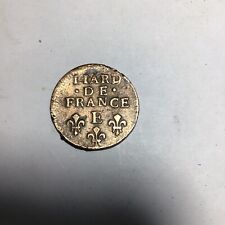 LIARD
· DE ·
FRANCE
E